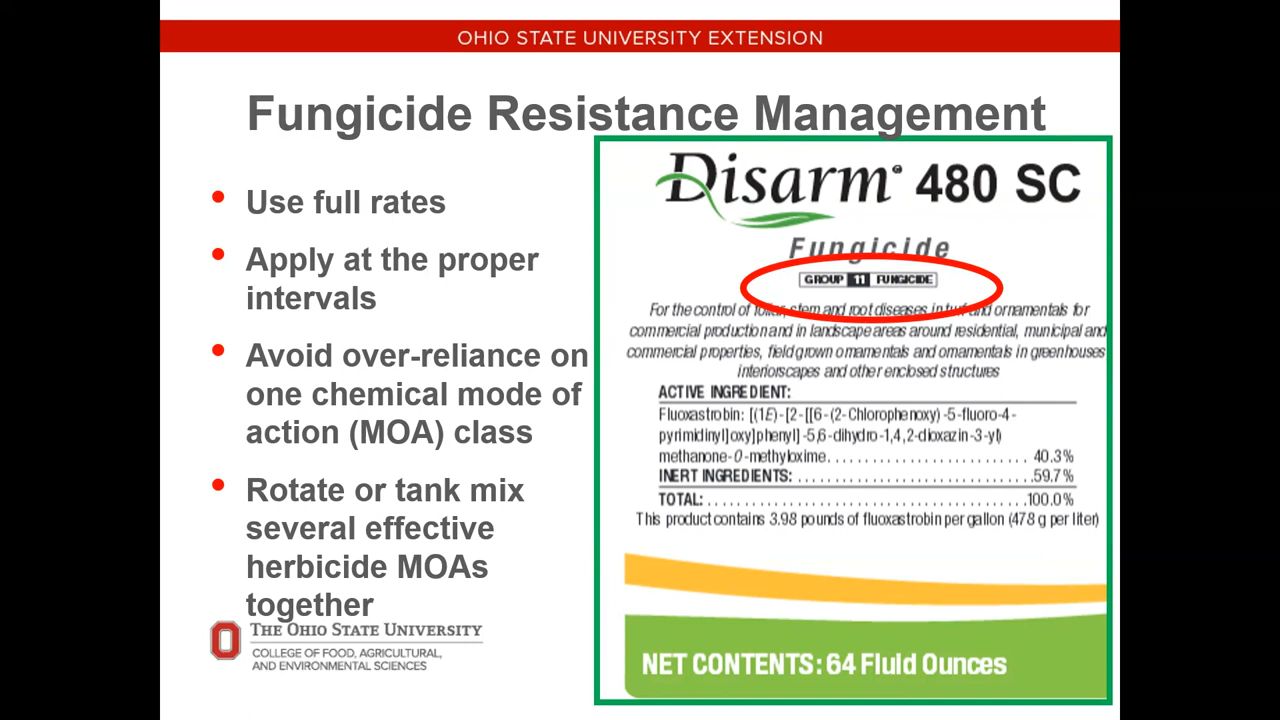 OHIO STATE UNIVERSITY EXTENSION
Fungicide Resistance Management
• Use full rates
• Apply at the proper
intervals
• Avoid over-reliance on
one chemical mode of
action (MOA) class
• Rotate or tank mix
several effective
herbicide MOAs
together
THE OHIO STATE UNIVERSITY
COLLEGE OF FOOD, AGRICULTURAL,
AND ENVIRONMENTAL SCIENCES
Disarm® 480 SC
Fungicide
GROUP 11 FUNGICIDE
For the control of foliar, stem and root diseases in turf and ornamentals for
commercial production and in landscape areas around residential, municipal and
commercial properties, field grown ornamentals and ornamentals in greenhouses
interiorscapes and other enclosed structures
ACTIVE INGREDIENT:
Fluoxastrobin: [(1E)-[2-[[6-(2-Chlorophenoxy)-5-fluoro-4-
pyrimidinyl]oxy]phenyl]-5,6-dihydro-1,4,2-dioxazin-3-yl)
methanone-O-methyloxime. . . . . . . . . . . . . . . . . . . . . . . . . 40.3%
INERT INGREDIENTS: . . . . . . . . . . . . . . . . . . . . . . . . . . . . .59.7%
TOTAL: . . . . . . . . . . . . . . . . . . . . . . . . . . . . . . . . . . . . . . .100.0%
This product contains 3.98 pounds of fluoxastrobin per gallon (478 g per liter)
NET CONTENTS: 64 Fluid Ounces